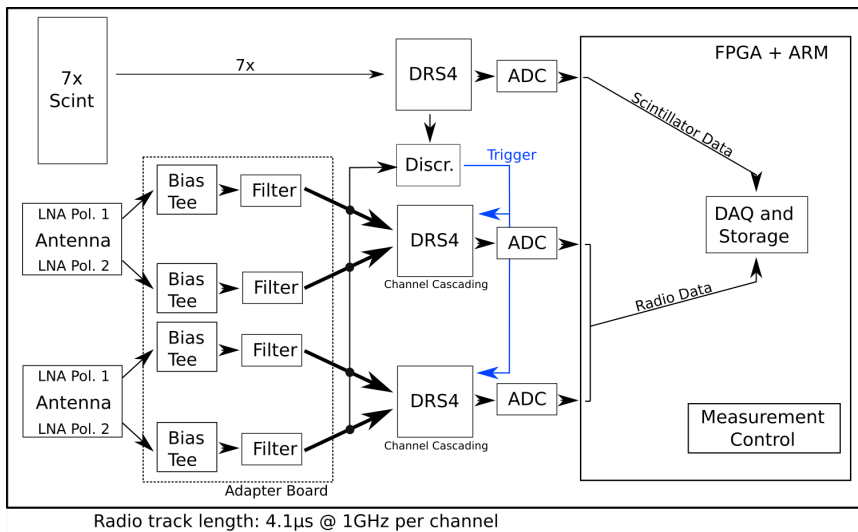 FPGA + ARM
7x
Scint
7x
DRS4
ADC
Scintillator Data
Trigger
Discr.
Bias
Tee
Filter
LNA Pol. 1
Antenna
LNA Pol. 2
DRS4
ADC
Channel Cascading
DAQ and
Storage
Bias
Tee
Filter
Radio Data
Bias
Tee
Filter
LNA Pol. 1
Antenna
LNA Pol. 2
DRS4
ADC
Channel Cascading
Bias
Tee
Filter
Measurement
Control
Adapter Board
Radio track length: 4.1µs @ 1GHz per channel